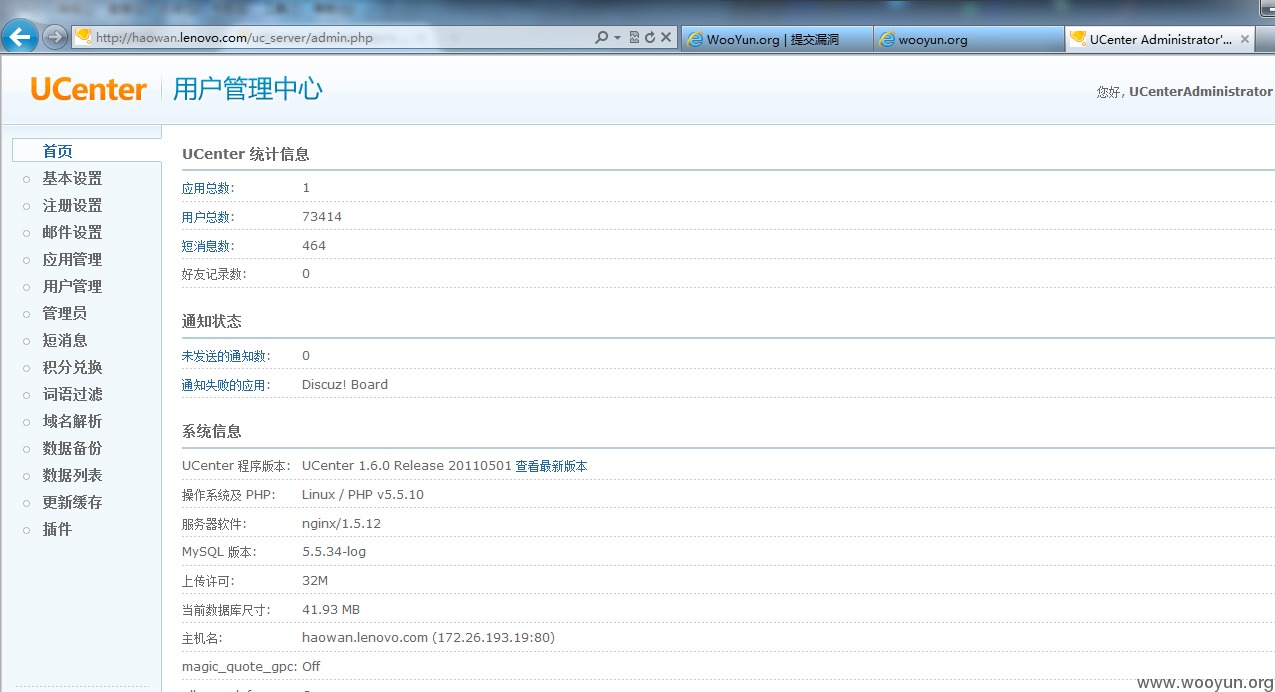 http://haowan.lenovo.com/uc_server/admin.php
WooYun.org | 提交漏洞
wooyun.org
UCenter Administrator'...
UCenter
用户管理中心
您好, UCenterAdministrator
首页
基本设置
注册设置
邮件设置
应用管理
用户管理
管理员
短消息
积分兑换
词语过滤
域名解析
数据备份
数据列表
更新缓存
插件
UCenter 统计信息
应用总数: 1
用户总数: 73414
短消息数: 464
好友记录数: 0
通知状态
未发送的通知数: 0
通知失败的应用: Discuz! Board
系统信息
UCenter 程序版本: UCenter 1.6.0 Release 20110501 查看最新版本
操作系统及 PHP: Linux / PHP v5.5.10
服务器软件: nginx/1.5.12
MySQL 版本: 5.5.34-log
上传许可: 32M
当前数据库尺寸: 41.93 MB
主机名: haowan.lenovo.com (172.26.193.19:80)
magic_quote_gpc: Off
www.wooyun.org